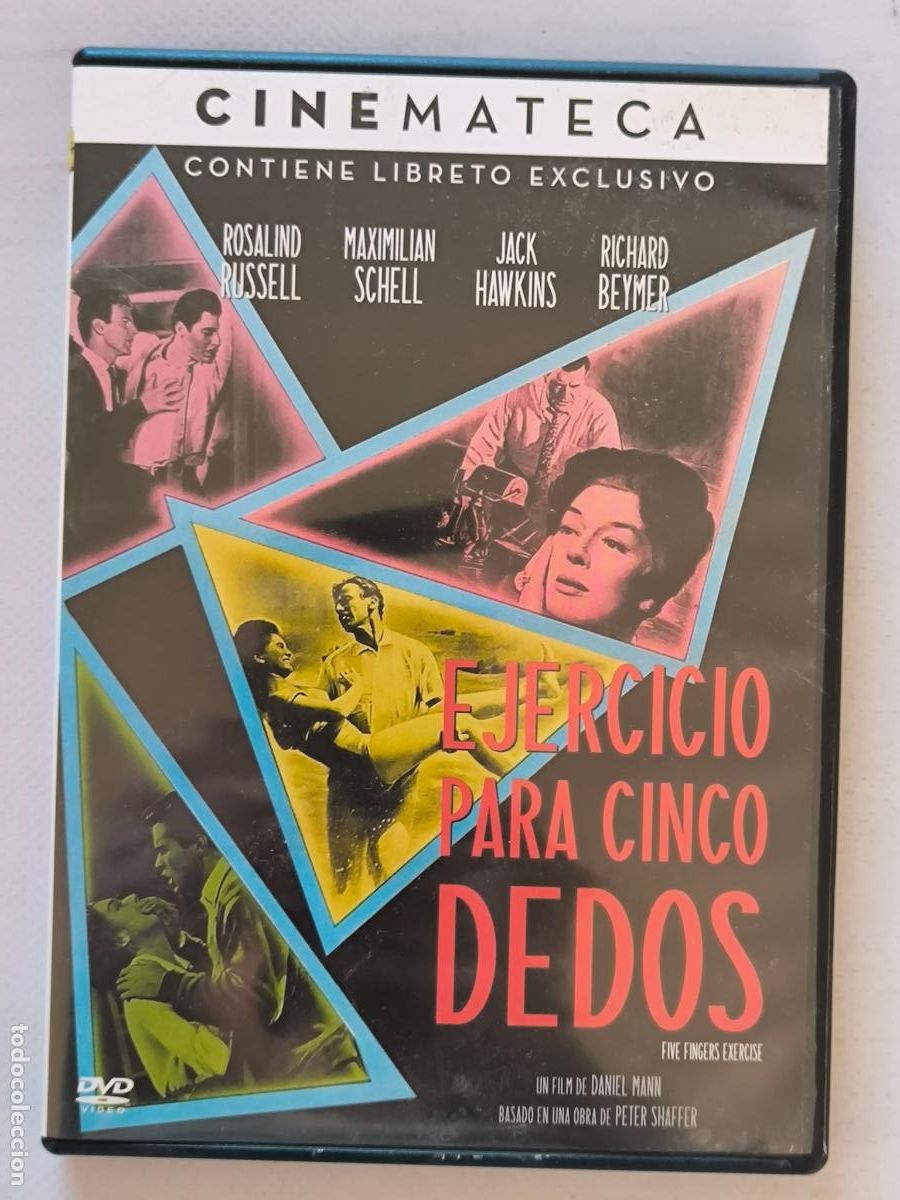 CINEMATECA
CONTIENE LIBRETO EXCLUSIVO
ROSALIND RUSSELL
MAXIMILIAN SCHELL
JACK HAWKINS
RICHARD BEYMER
EJERCICIO
PARA CINCO
DEDOS
FIVE FINGERS EXERCISE
UN FILM DE DANIEL MANN
BASADO EN UNA OBRA DE PETER SHAFFER
DVD
VIDEO
todocoleccion